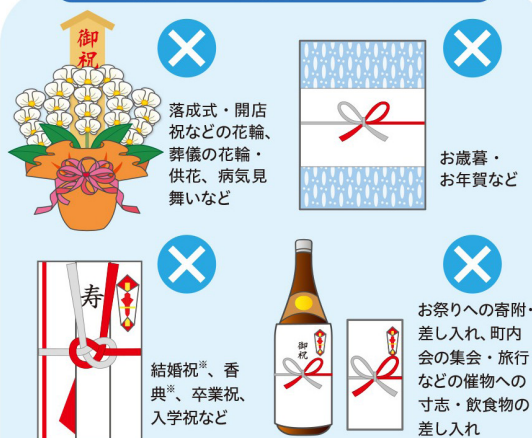 御祝
落成式・開店
祝などの花輪、
葬儀の花輪・
供花、病気見
舞いなど
お歳暮・
お年賀など
寿
結婚祝※、香
典※、卒業祝、
入学祝など
御祝
お祭りへの寄附・
差し入れ、町内
会の集会・旅行
などの催物への
寸志・飲食物の
差し入れ